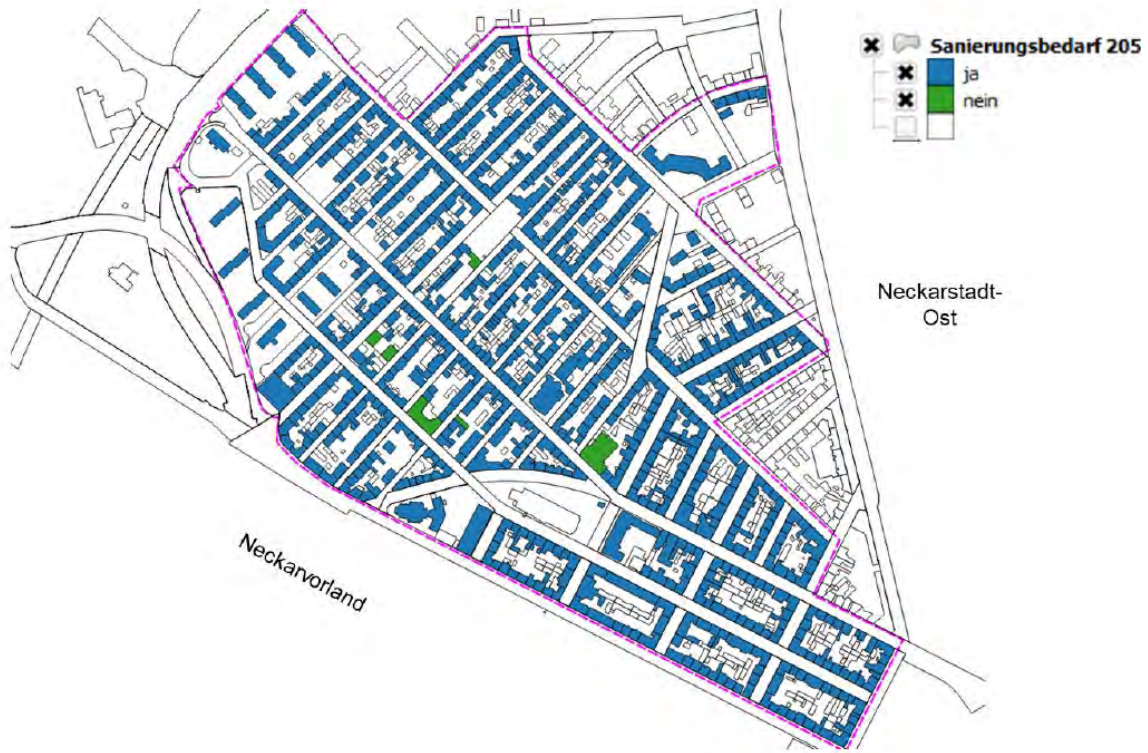 Sanierungsbedarf 205
ja
nein
Neckarstadt-
Ost
Neckarvorland